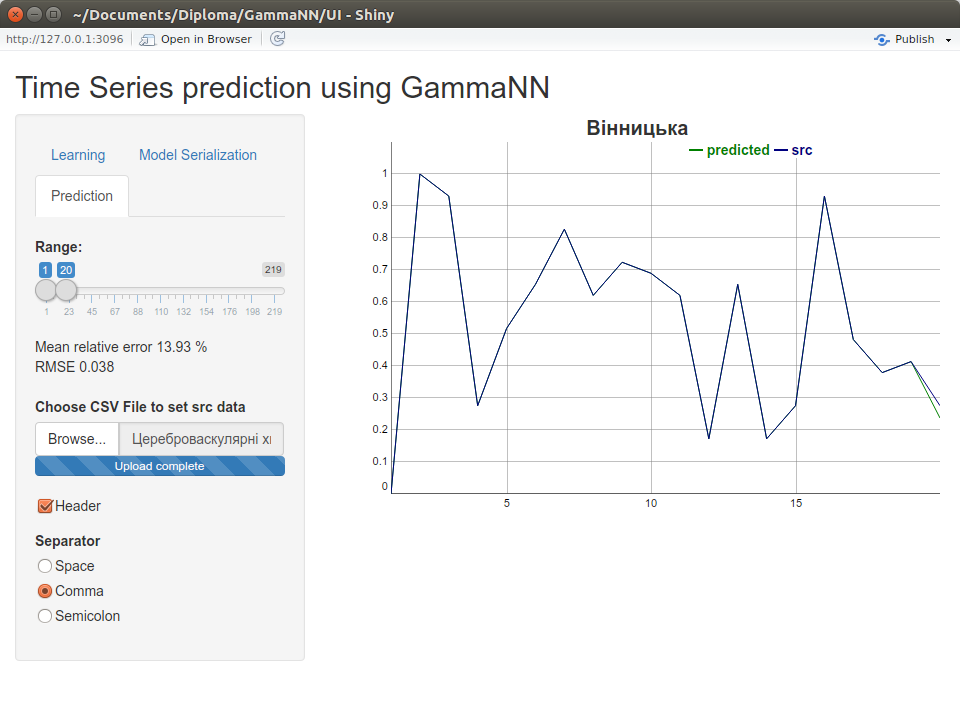 ~/Documents/Diploma/GammaNN/UI - Shiny
http://127.0.0.1:3096 Open in Browser Publish
Time Series prediction using GammaNN
Learning Model Serialization
Prediction
Range:
1 20 219
1 23 45 67 88 110 132 154 176 198 219
Mean relative error 13.93 %
RMSE 0.038
Choose CSV File to set src data
Browse... Цереброваскулярні
Upload complete
Header
Separator
Space
Comma
Semicolon
Вінницька
predicted src
1
0.9
0.8
0.7
0.6
0.5
0.4
0.3
0.2
0.1
0
5 10 15